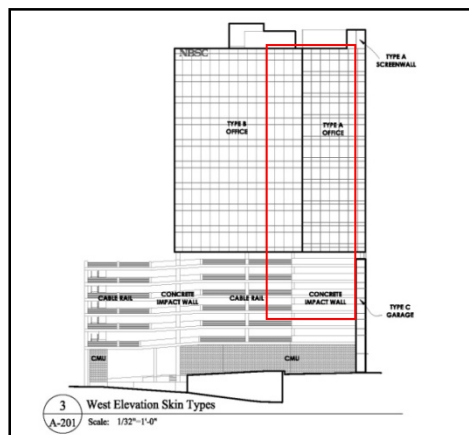 NBSC
TYPE A
SCREENWALL
TYPE B
OFFICE
TYPE A
OFFICE
CABLE RAIL
CONCRETE
IMPACT WALL
CABLE RAIL
CONCRETE
IMPACT WALL
TYPE C
GARAGE
CMU
CMU
3
A-201
West Elevation Skin Types
Scale: 1/32"=1'-0"